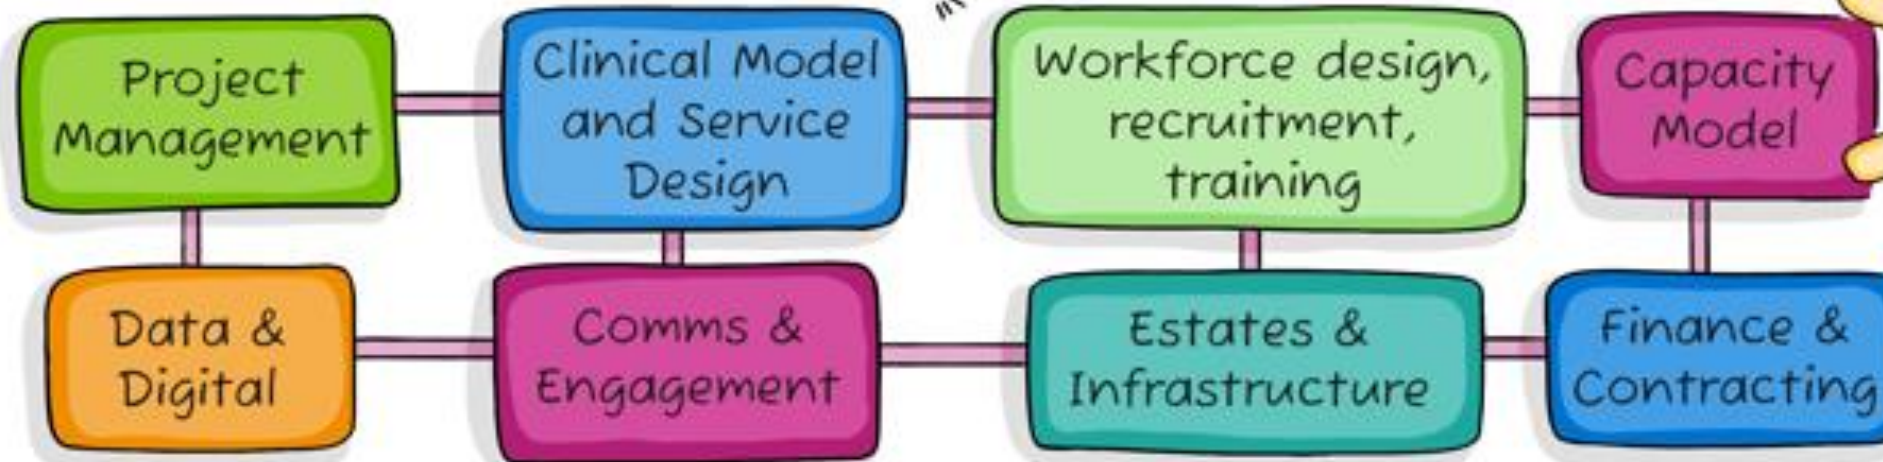 Project
Management
Clinical Model
and Service
Design
Workforce design,
recruitment,
training
Capacity
Model
Data &
Digital
Comms &
Engagement
Estates &
Infrastructure
Finance &
Contracting